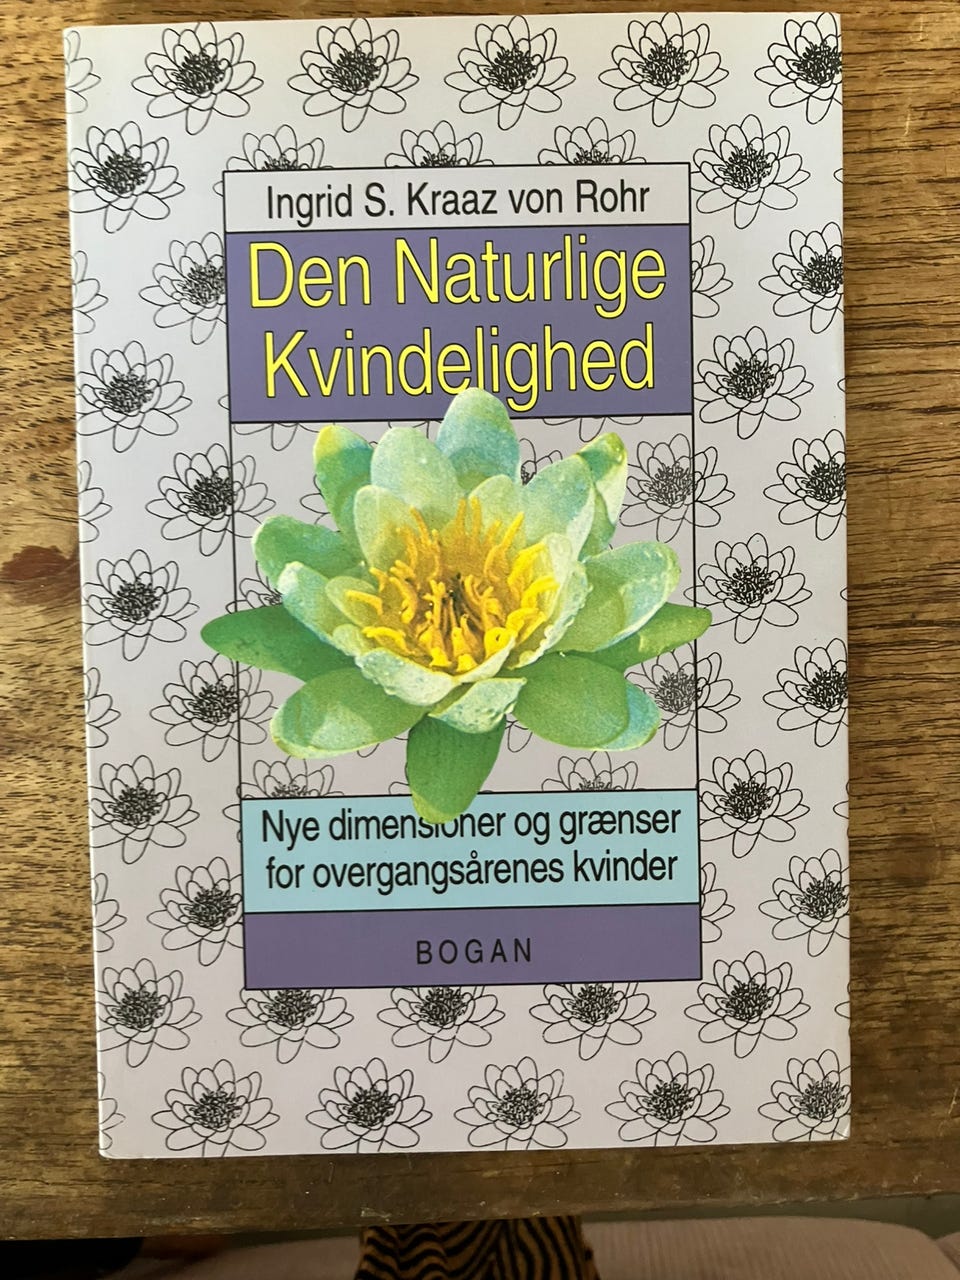 Ingrid S. Kraaz von Rohr
Den Naturlige
Kvindelighed
Nye dimensioner og grænser
for overgangsårenes kvinder
BOGAN